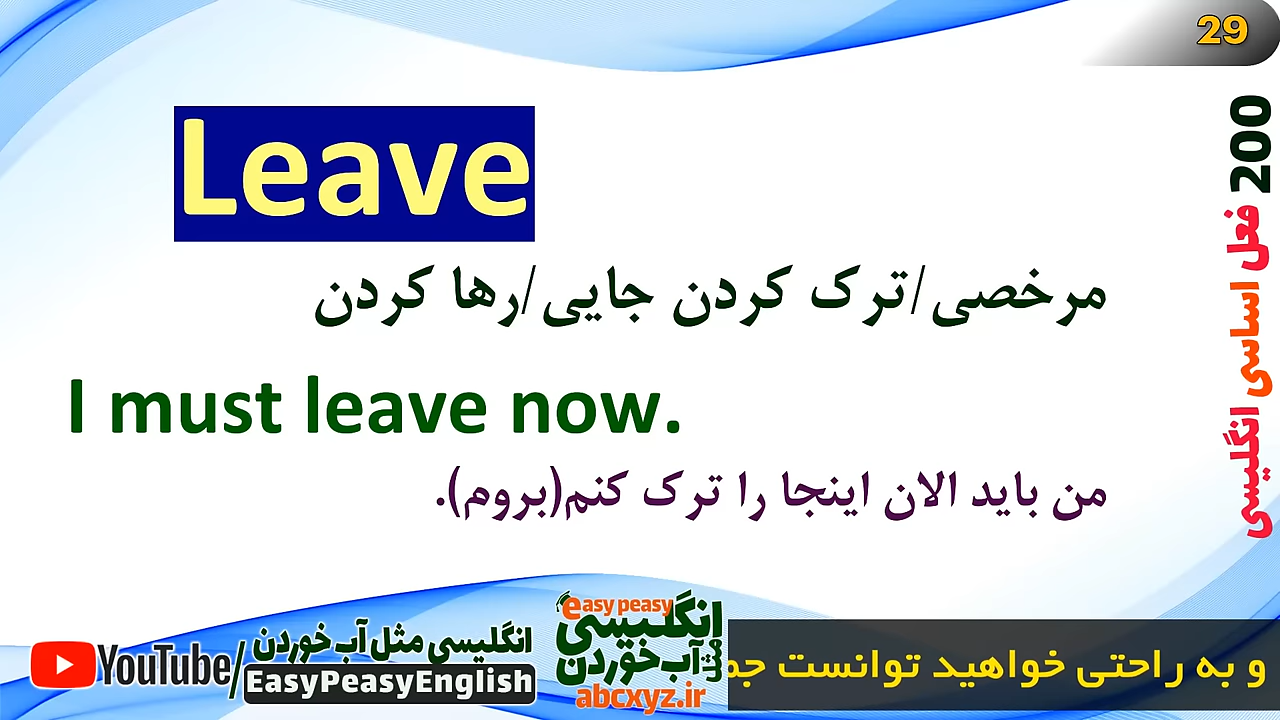 29
Leave
مرخصی/ترک کردن جایی/رها کردن
I must leave now.
من باید الان اینجا را ترک کنم(بروم).
200 فعل اساسی انگلیسی
YouTube/انگلیسی مثل آب خوردن
EasyPeasyEnglish
easy peasy
انگلیسی
مثل آب خوردن
abcxyz.ir
و به راحتی خواهید توانست